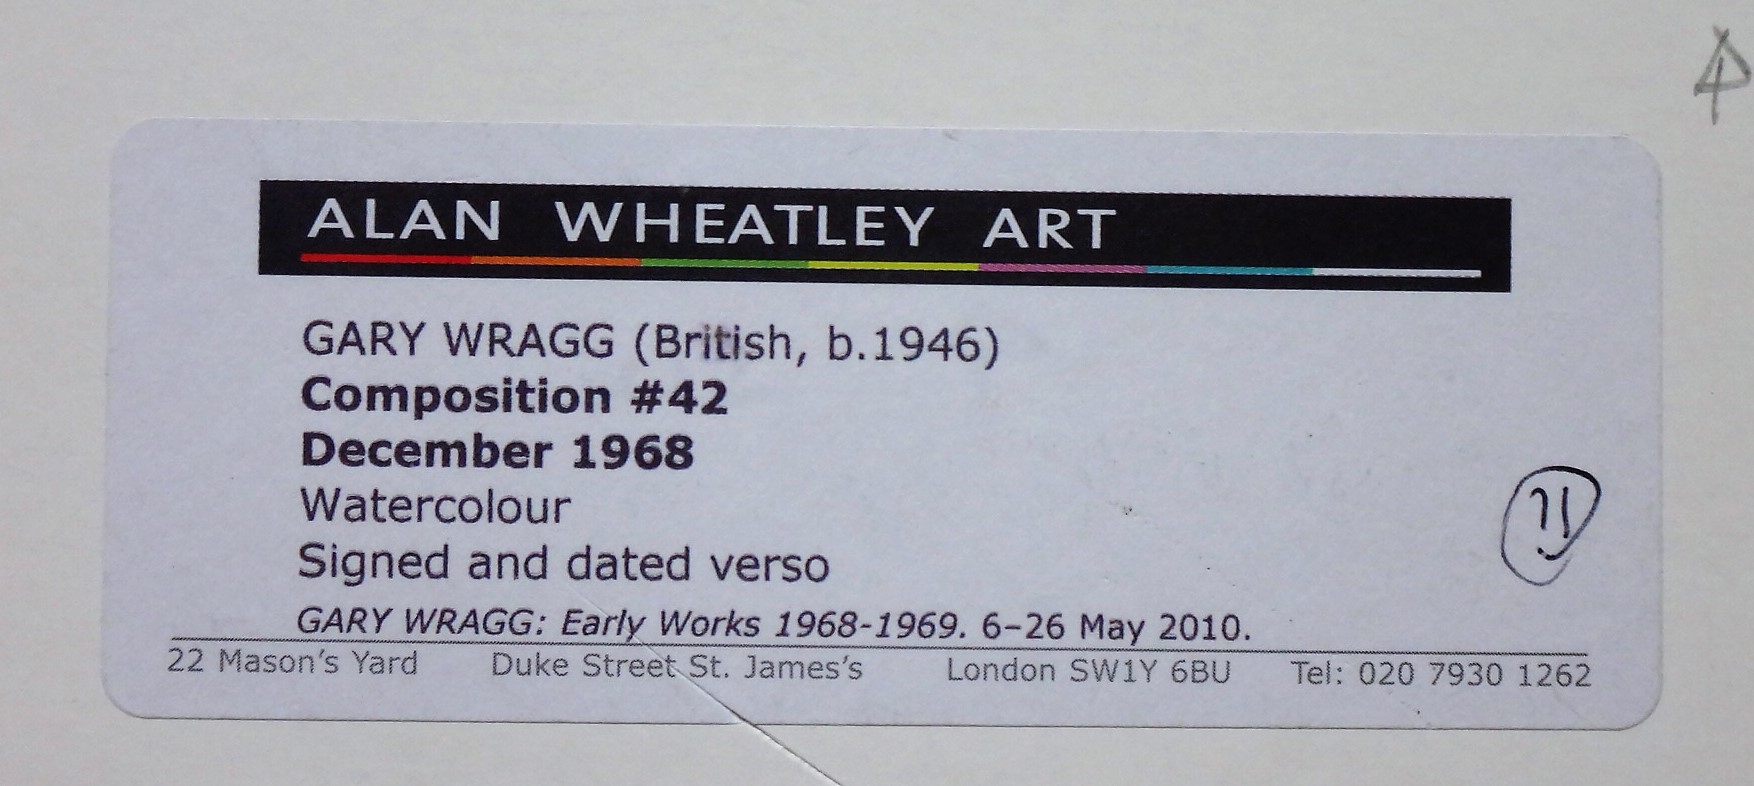 ALAN WHEATLEY ART
GARY WRAGG (British, b.1946)
Composition #42
December 1968
Watercolour
Signed and dated verso
GARY WRAGG: Early Works 1968-1969. 6–26 May 2010.
22 Mason's Yard Duke Street St. James's London SW1Y 6BU Tel: 020 7930 1262